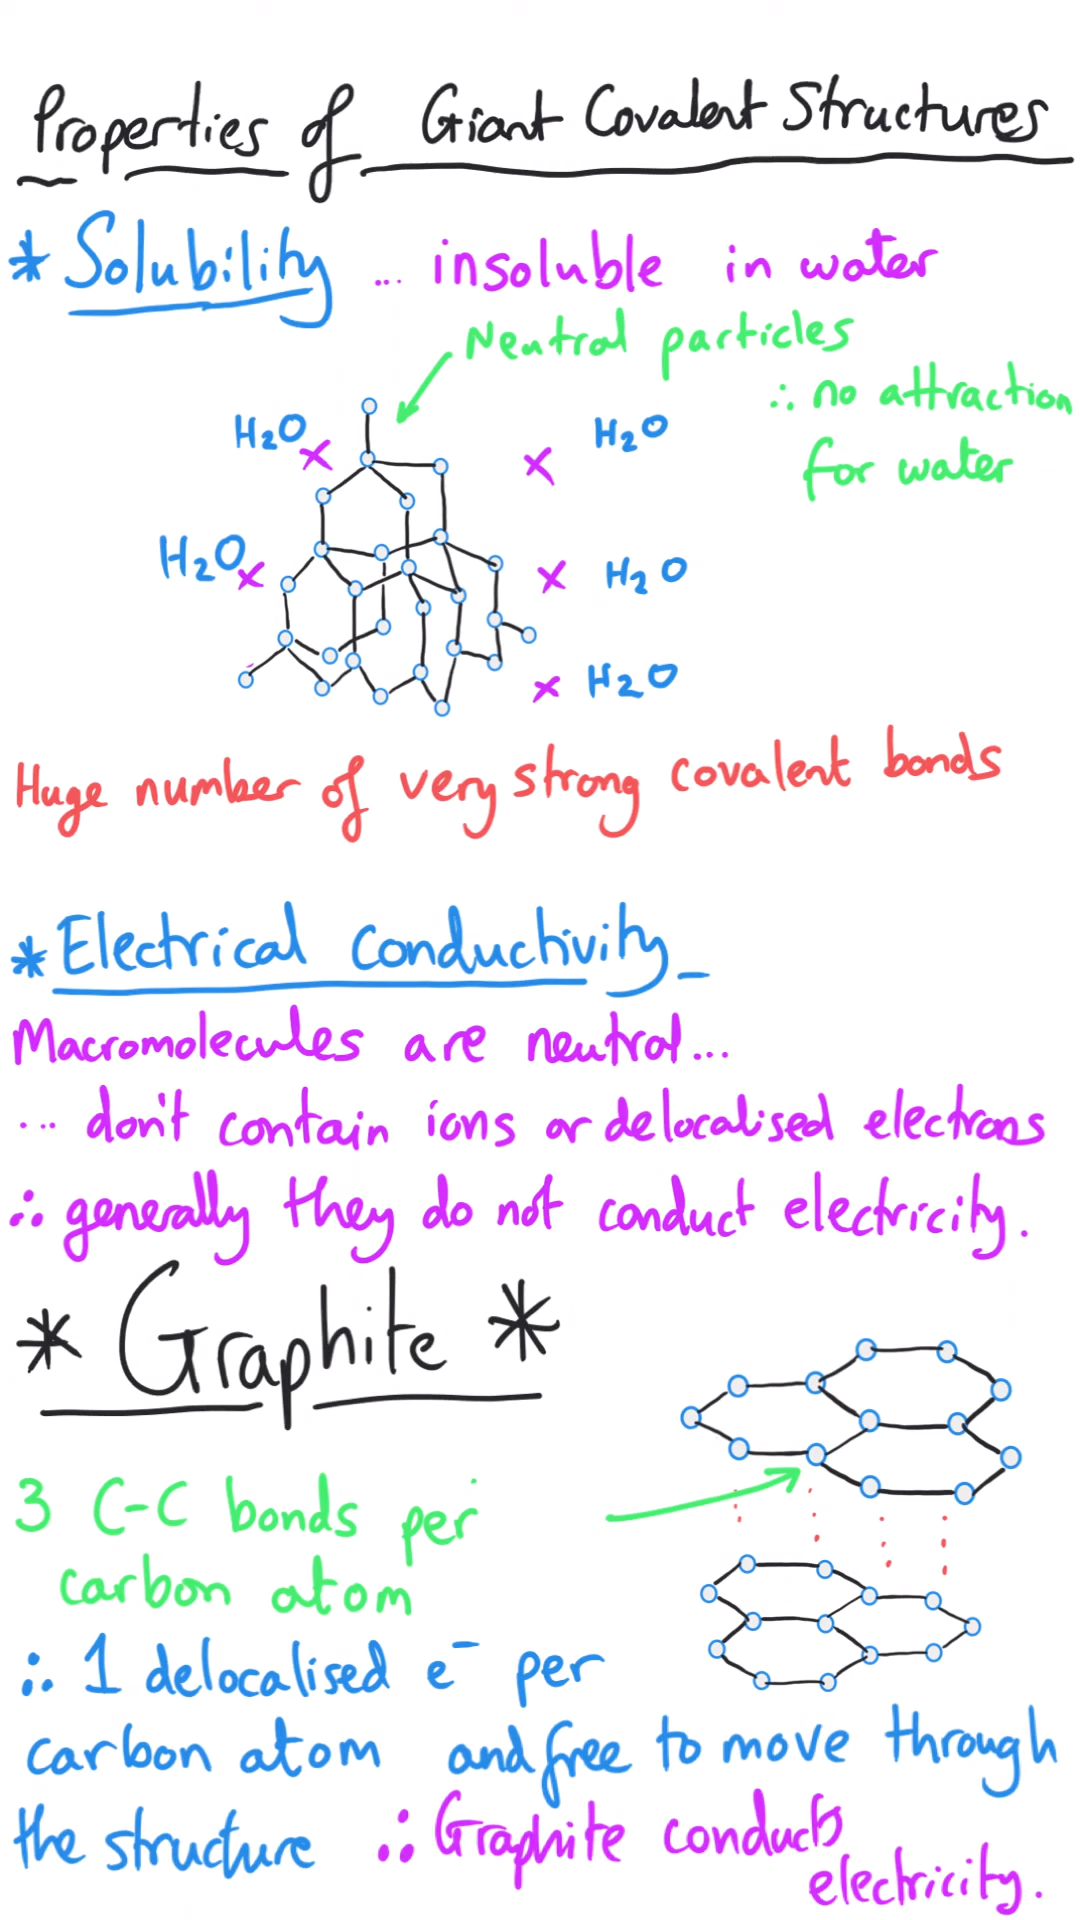 Properties of Giant Covalent Structures
* Solubility ... insoluble in water
Neutral particles
∴ no attraction
for water
H₂O × × H₂O
H₂O × × H₂O
× H₂O
Huge number of very strong covalent bonds
* Electrical Conductivity -
Macromolecules are neutral...
... don't contain ions or delocalised electrons
∴ generally they do not conduct electricity.
* Graphite *
3 C-C bonds per
carbon atom
∴ 1 delocalised e⁻ per
carbon atom and free to move through
the structure ∴ Graphite conducts
electricity.